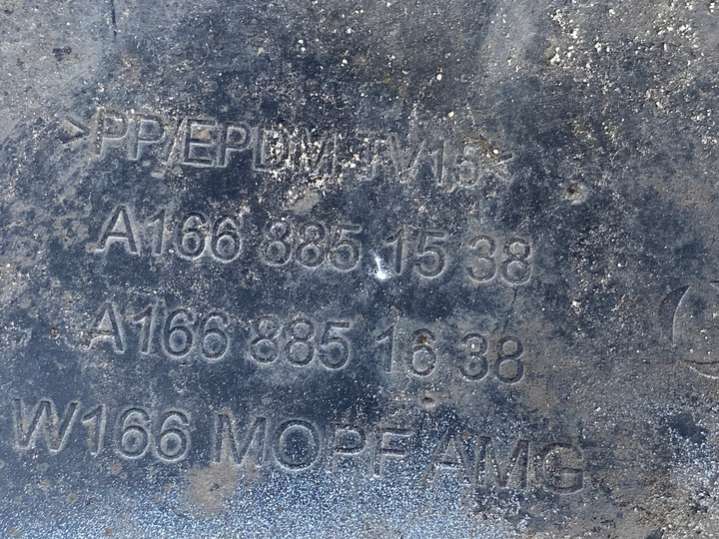 >PP/EPDM TV15<
A166 885 15 38
A166 885 16 38
W166 MOPF AMG